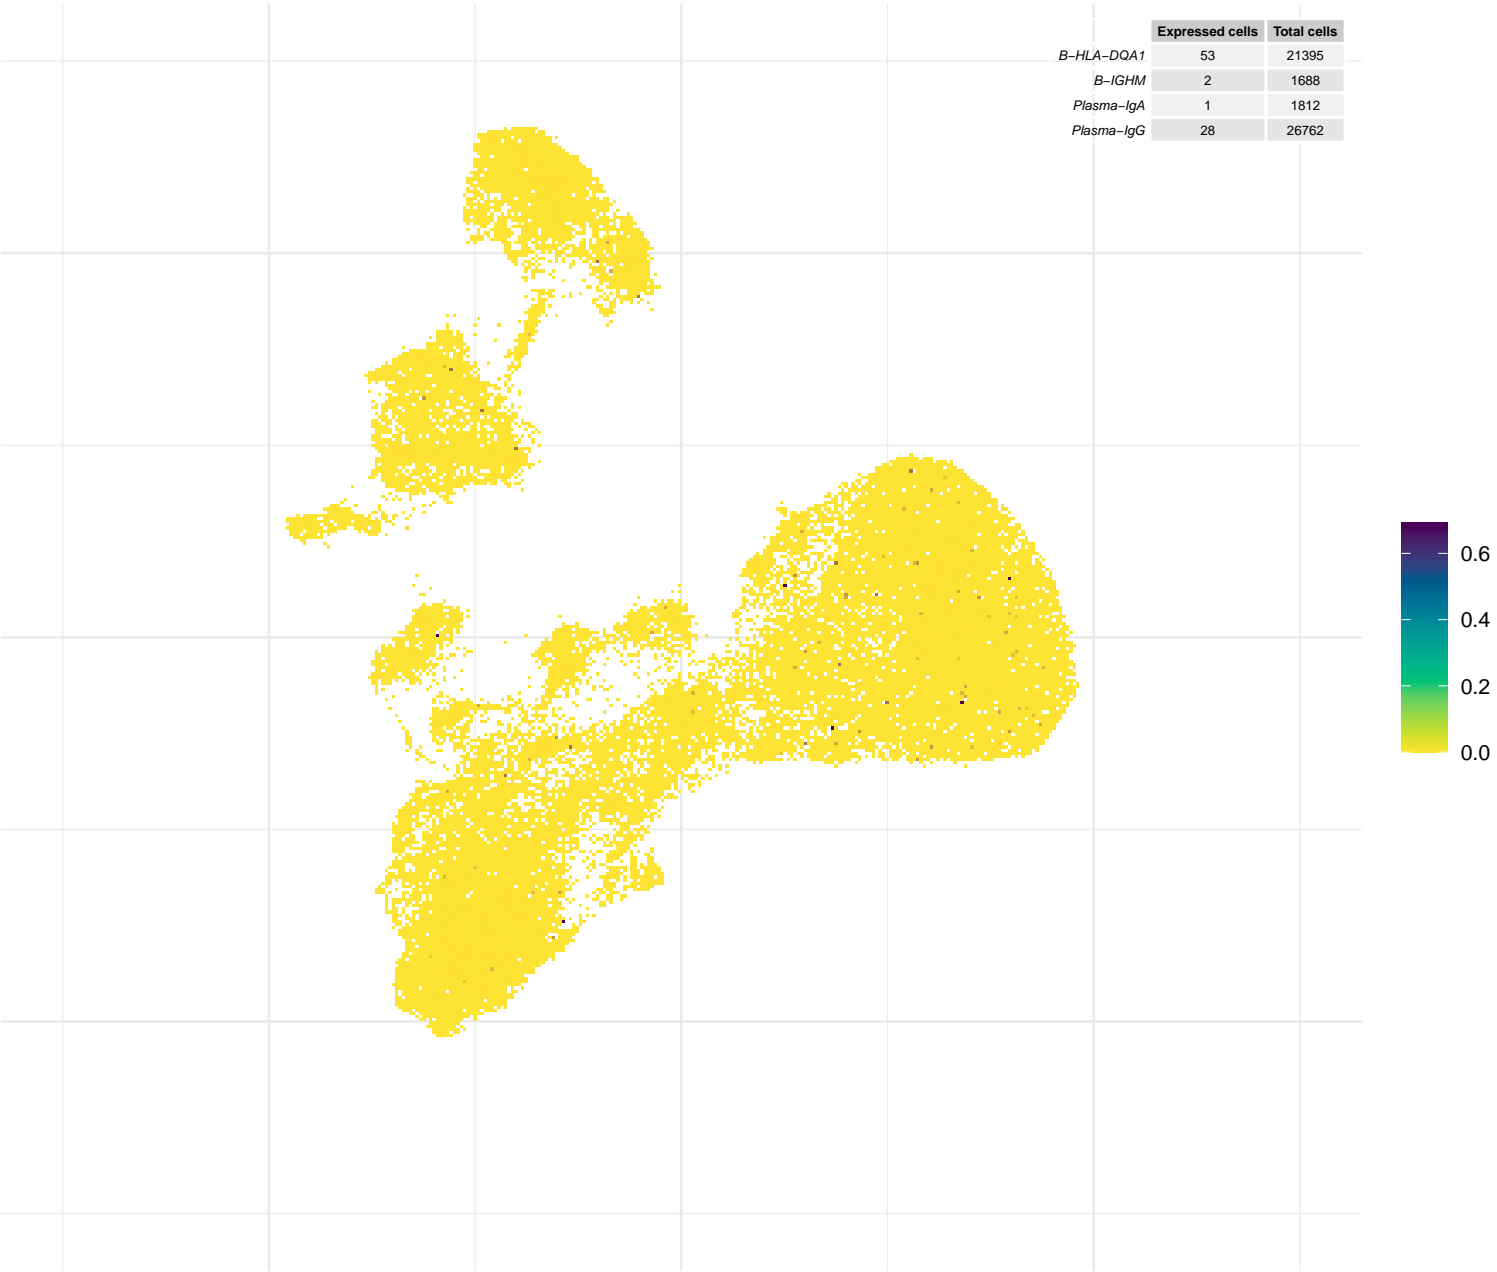 Expressed cells Total cells
B−HLA−DQA1 53 21395
B−IGHM 2 1688
Plasma−IgA 1 1812
Plasma−IgG 28 26762
0.6
0.4
0.2
0.0